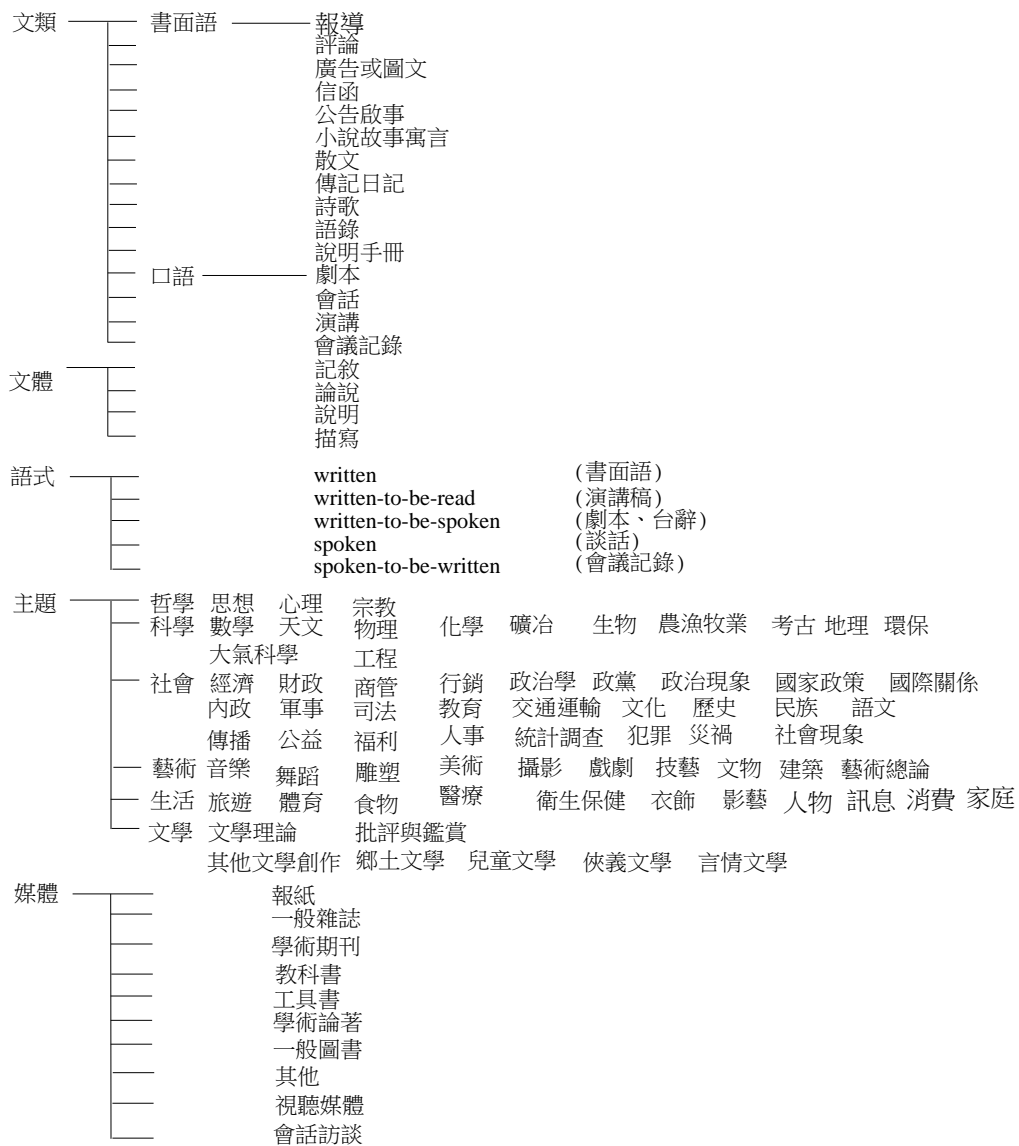 文類 書面語 報導
評論
廣告或圖文
信函
公告啟事
小說故事寓言
散文
傳記日記
詩歌
語錄
說明手冊
口語 劇本
會話
演講
會議記錄
文體 記敘
論說
說明
描寫
語式 written (書面語)
written-to-be-read (演講稿)
written-to-be-spoken (劇本、台辭)
spoken (談話)
spoken-to-be-written (會議記錄)
主題 哲學 思想 心理 宗教
科學 數學 天文 物理 化學 礦冶 生物 農漁牧業 考古 地理 環保
大氣科學 工程
社會 經濟 財政 商管 行銷 政治學 政黨 政治現象 國家政策 國際關係
內政 軍事 司法 教育 交通運輸 文化 歷史 民族 語文
傳播 公益 福利 人事 統計調查 犯罪 災禍 社會現象
藝術 音樂 舞蹈 雕塑 美術 攝影 戲劇 技藝 文物 建築 藝術總論
生活 旅遊 體育 食物 醫療 衛生保健 衣飾 影藝 人物 訊息 消費 家庭
文學 文學理論 批評與鑑賞
其他文學創作 鄉土文學 兒童文學 俠義文學 言情文學
媒體 報紙
一般雜誌
學術期刊
教科書
工具書
學術論著
一般圖書
其他
視聽媒體
會話訪談